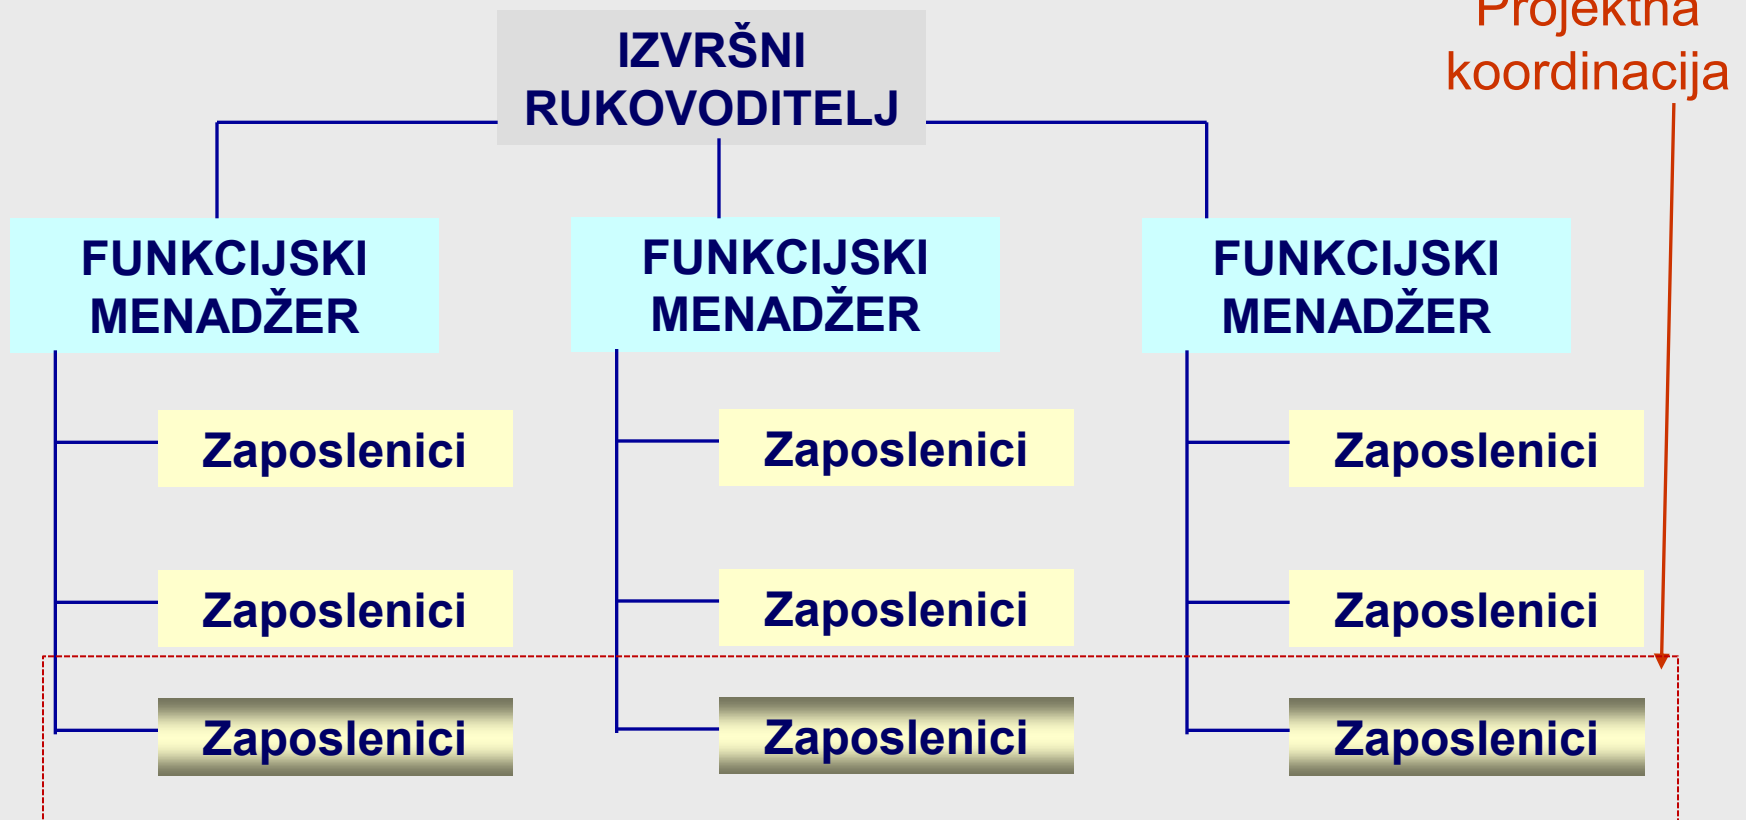 Projektna
koordinacija
IZVRŠNI
RUKOVODITELJ
FUNKCIJSKI
MENADŽER
FUNKCIJSKI
MENADŽER
FUNKCIJSKI
MENADŽER
Zaposlenici
Zaposlenici
Zaposlenici
Zaposlenici
Zaposlenici
Zaposlenici
Zaposlenici
Zaposlenici
Zaposlenici